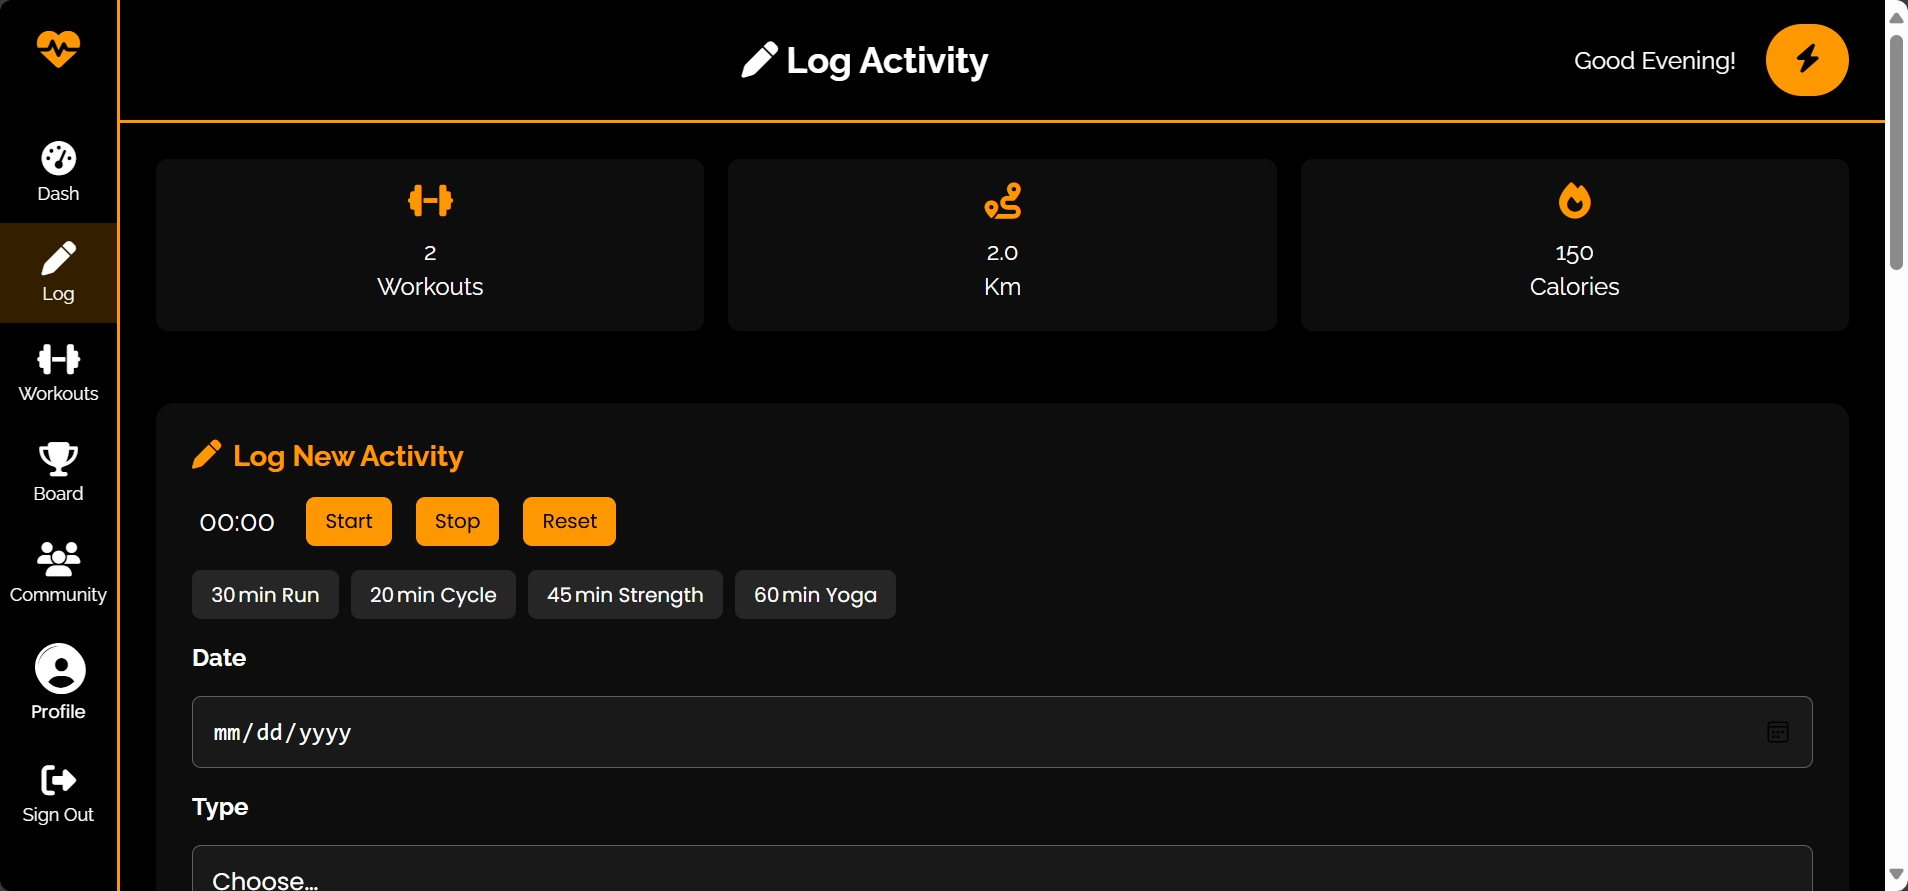 Log Activity
Good Evening!
Dash
Log
Workouts
Board
Community
Profile
Sign Out
2
Workouts
2.0
Km
150
Calories
Log New Activity
00:00 Start Stop Reset
30 min Run 20 min Cycle 45 min Strength 60 min Yoga
Date
mm/dd/yyyy
Type
Choose...